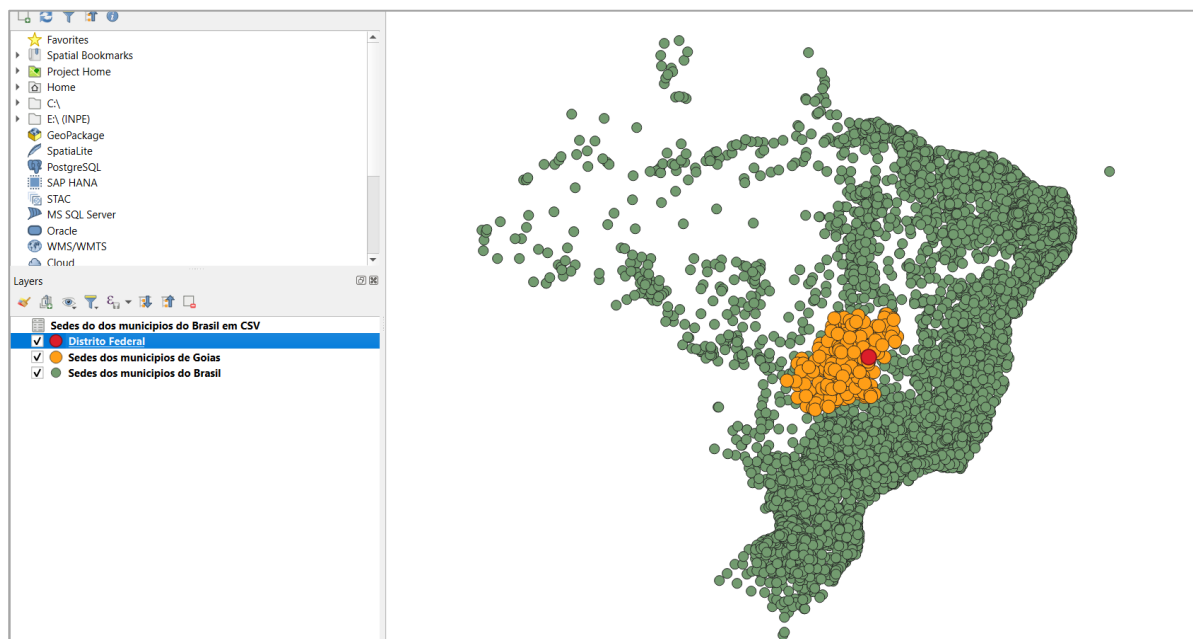 Favorites
Spatial Bookmarks
Project Home
Home
C:\
E:\ (INPE)
GeoPackage
SpatiaLite
PostgreSQL
SAP HANA
STAC
MS SQL Server
Oracle
WMS/WMTS
Cloud
Layers
Sedes do dos municipios do Brasil em CSV
Distrito Federal
Sedes dos municipios de Goias
Sedes dos municipios do Brasil